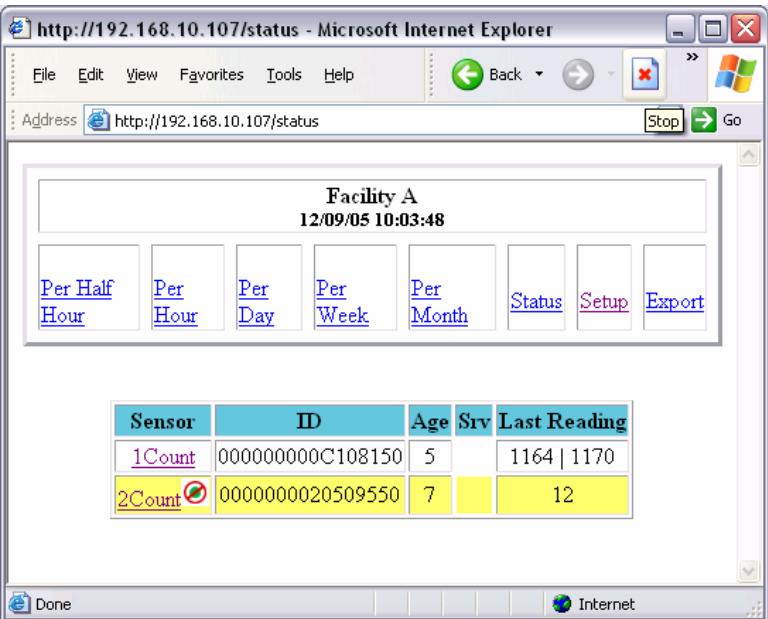 http://192.168.10.107/status - Microsoft Internet Explorer
File Edit View Favorites Tools Help Back »
Address http://192.168.10.107/status Stop Go
Facility A
12/09/05 10:03:48
Per Half Hour Per Hour Per Day Per Week Per Month Status Setup Export
Sensor ID Age Srv Last Reading
1Count 000000000C108150 5 1164 | 1170
2Count 0000000020509550 7 12
Done Internet